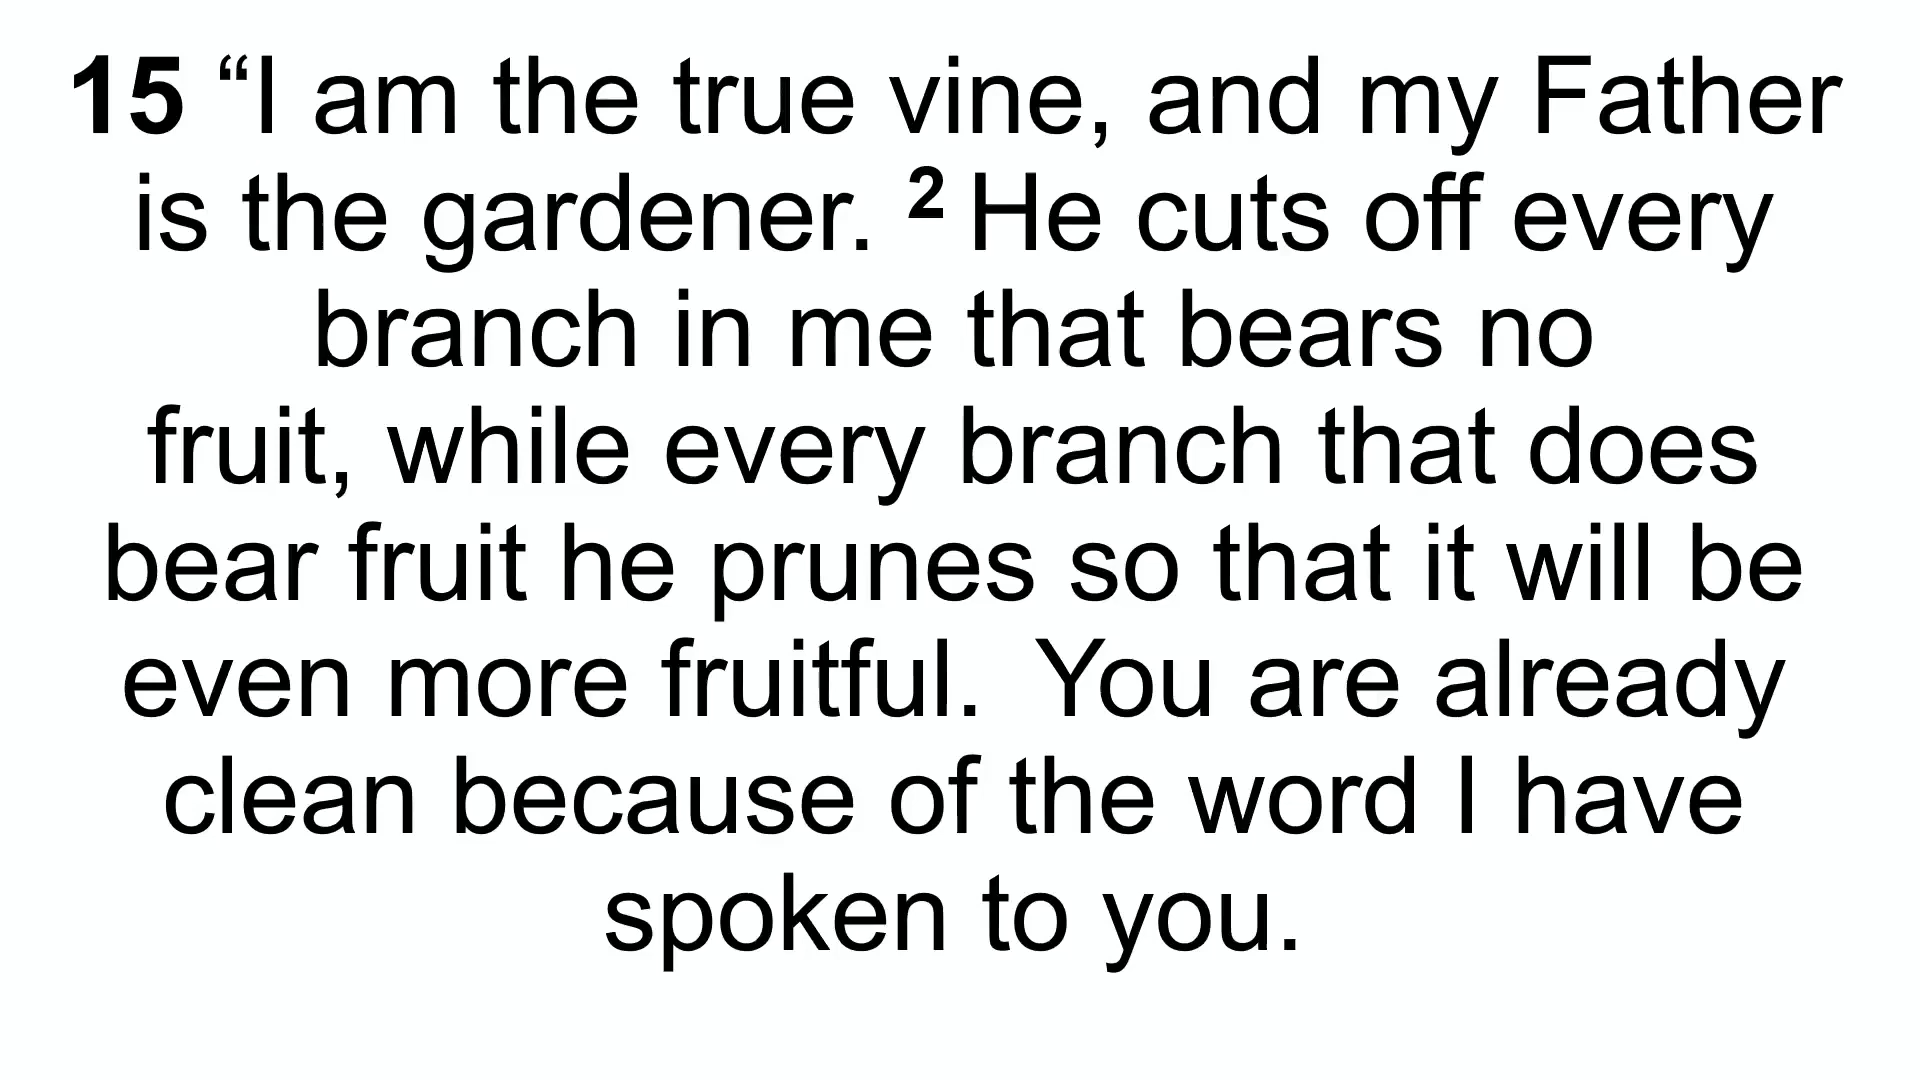 15 “I am the true vine, and my Father
is the gardener. 2 He cuts off every
branch in me that bears no
fruit, while every branch that does
bear fruit he prunes so that it will be
even more fruitful.  You are already
clean because of the word I have
spoken to you.